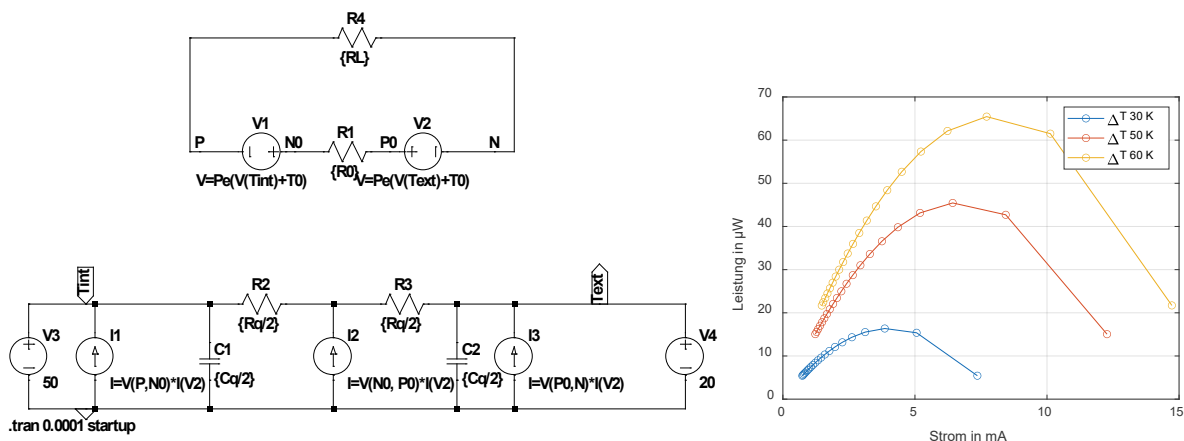 R4
{RL}
V1
R1
V2
P
N0
P0
N
{R0}
V=Pe(V(Tint)+T0)
V=Pe(V(Text)+T0)
Tint
Text
R2
R3
{Rq/2}
{Rq/2}
V3
I1
C1
I2
C2
I3
V4
50
I=V(P,N0)*I(V2)
{Cq/2}
I=V(N0, P0)*I(V2)
{Cq/2}
I=V(P0,N)*I(V2)
20
.tran 0.0001 startup
70
60
50
40
30
20
10
0
Leistung in µW
Δ T 30 K
Δ T 50 K
Δ T 60 K
0
5
10
15
Strom in mA